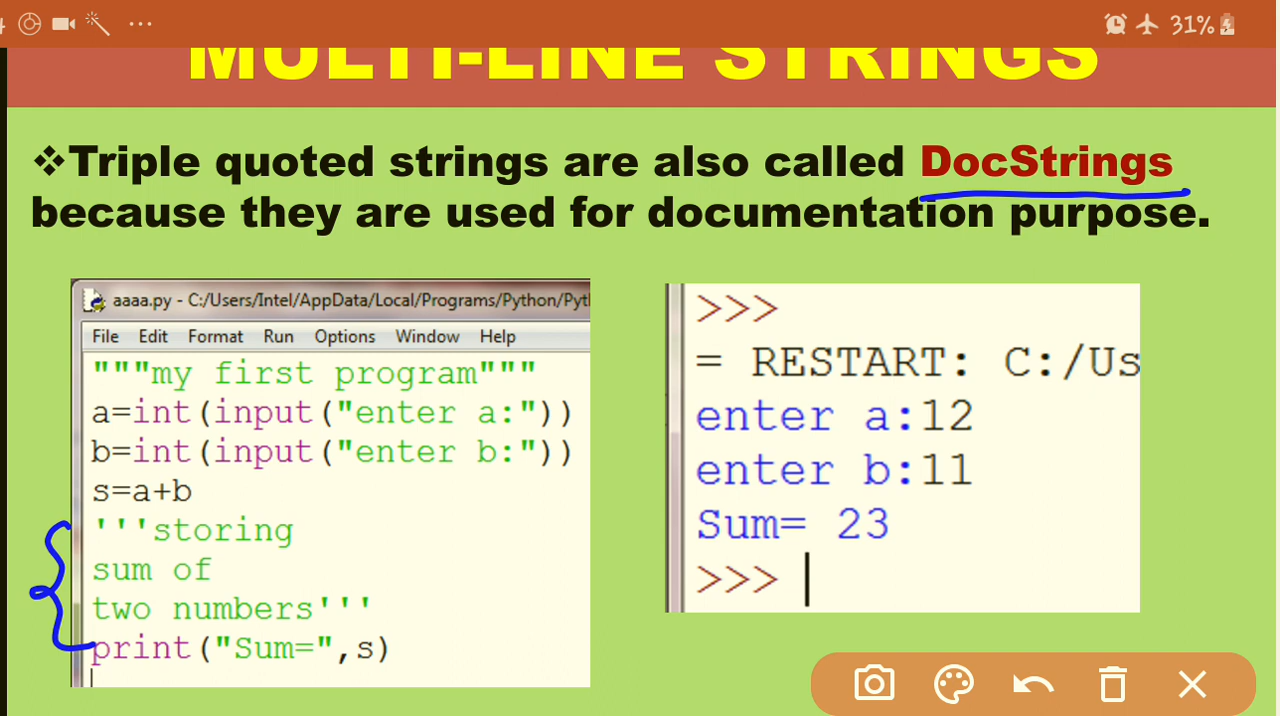 31%
MULTI-LINE STRINGS
❖Triple quoted strings are also called DocStrings
because they are used for documentation purpose.
aaaa.py - C:/Users/Intel/AppData/Local/Programs/Python/Pyt
File Edit Format Run Options Window Help
"""my first program"""
a=int(input("enter a:"))
b=int(input("enter b:"))
s=a+b
'''storing
sum of
two numbers'''
print("Sum=",s)
>>>
= RESTART: C:/Us
enter a:12
enter b:11
Sum= 23
>>>